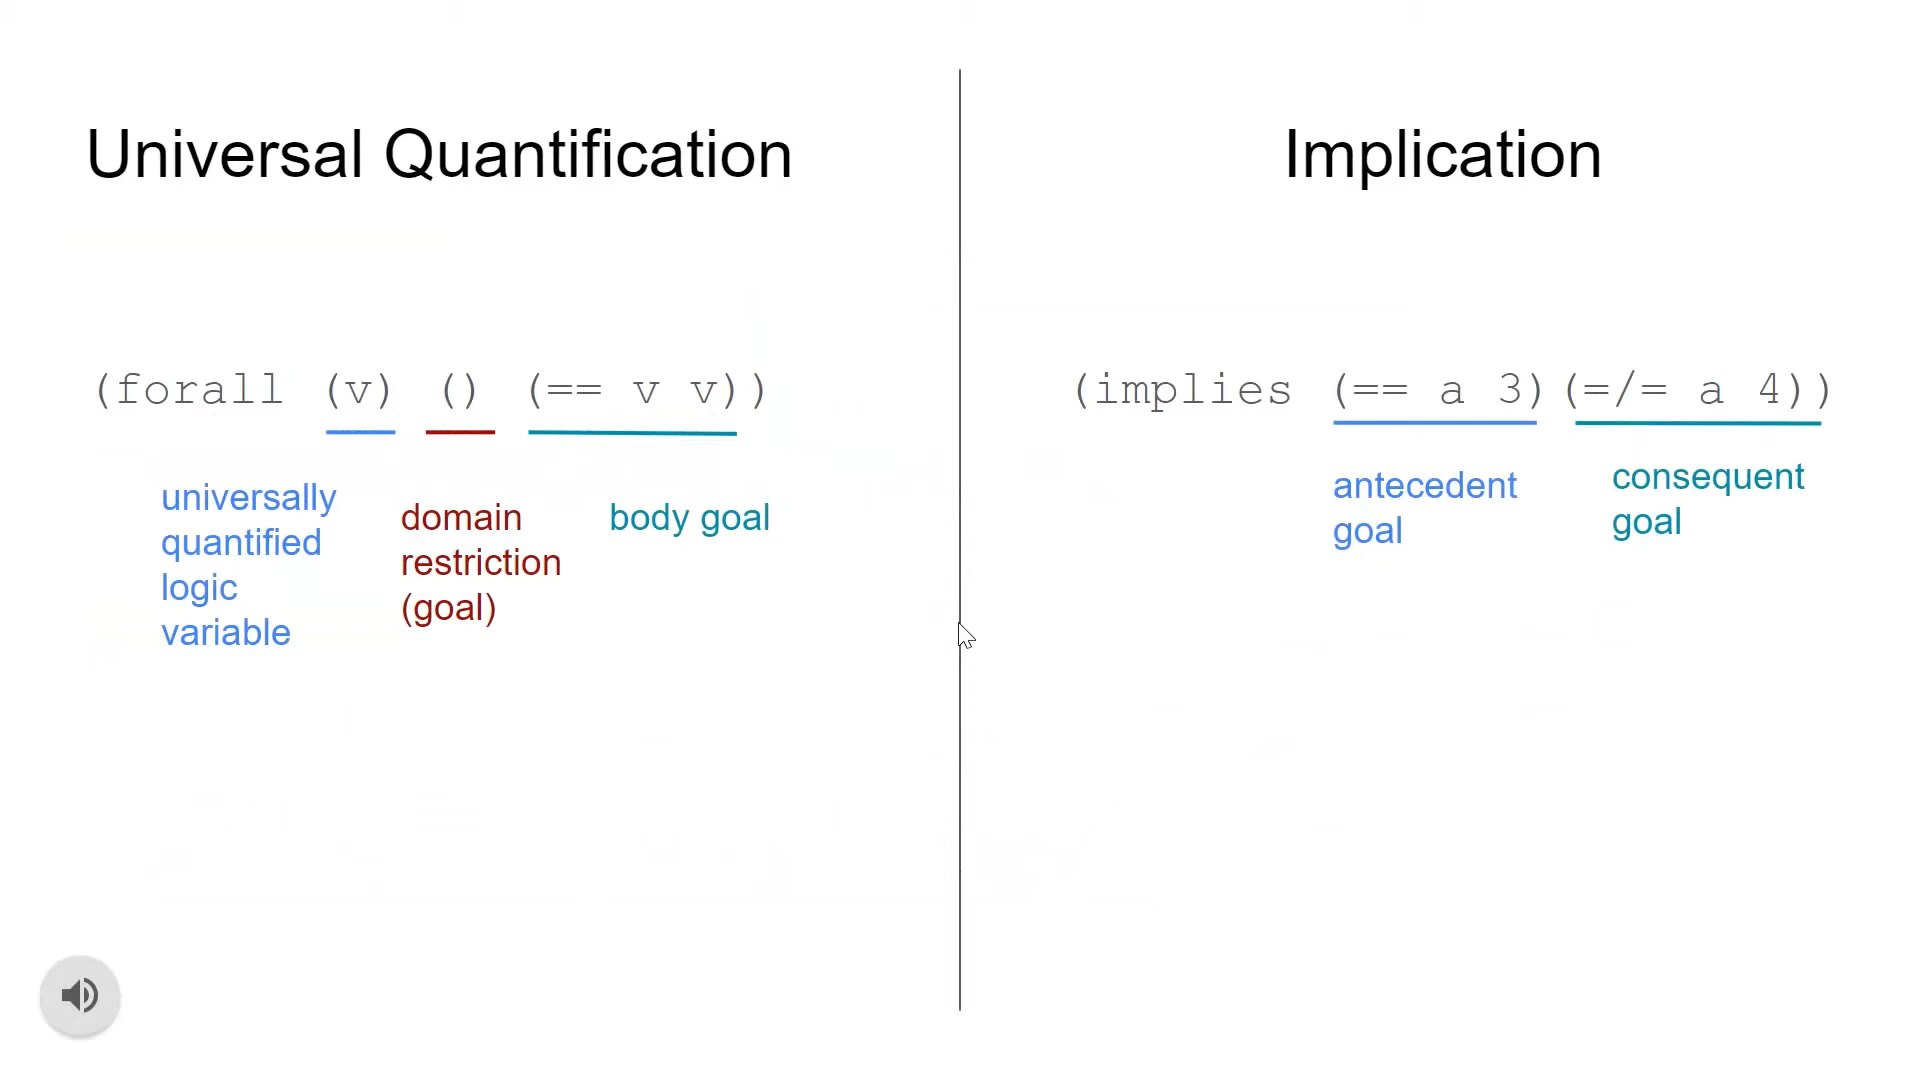 Universal Quantification
(forall (v) () (== v v))
universally
quantified
logic
variable
domain
restriction
(goal)
body goal
Implication
(implies (== a 3) (=/= a 4))
antecedent
goal
consequent
goal